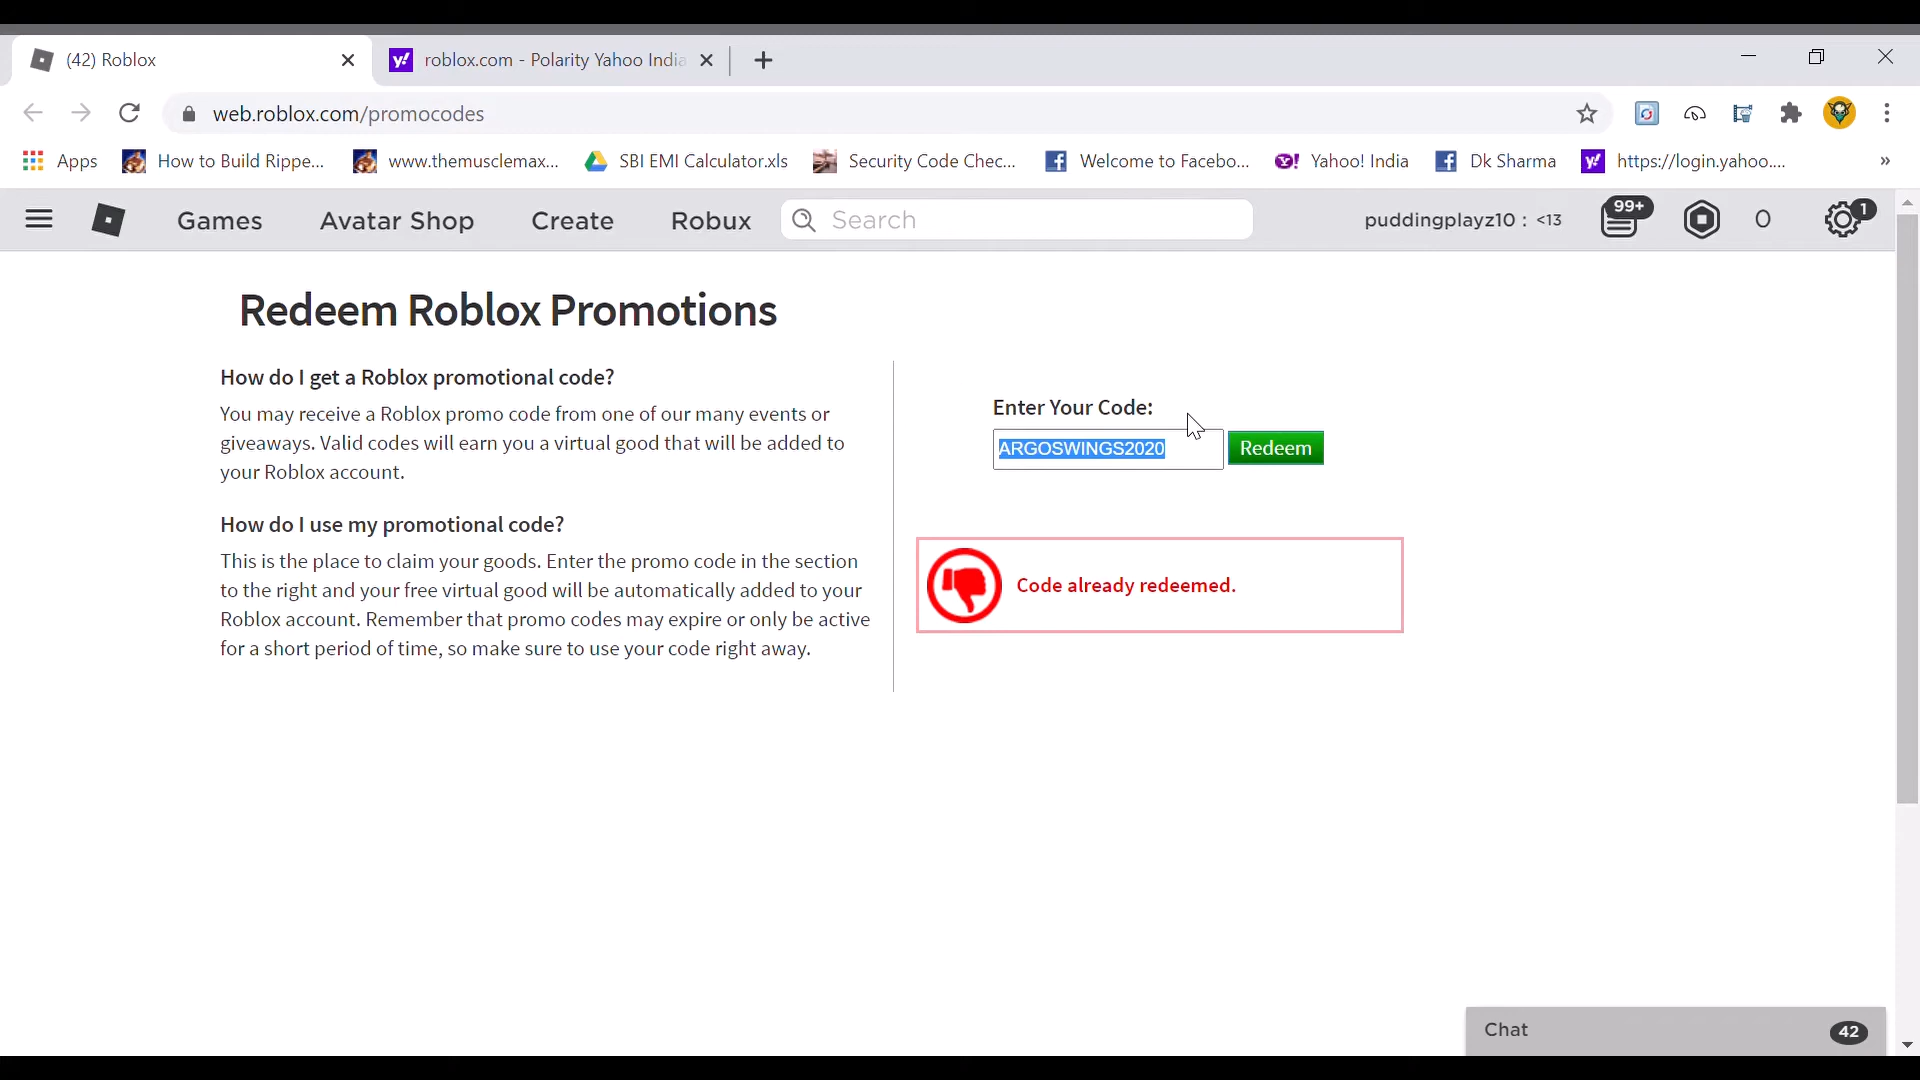 (42) Roblox
roblox.com - Polarity Yahoo India
web.roblox.com/promocodes
Apps How to Build Rippe... www.themusclemax... SBI EMI Calculator.xls Security Code Chec... Welcome to Facebo... Yahoo! India Dk Sharma https://login.yahoo.... »
Games Avatar Shop Create Robux Search puddingplayz10 : <13 99+ 0 1
Redeem Roblox Promotions
How do I get a Roblox promotional code?
You may receive a Roblox promo code from one of our many events or
giveaways. Valid codes will earn you a virtual good that will be added to
your Roblox account.
How do I use my promotional code?
This is the place to claim your goods. Enter the promo code in the section
to the right and your free virtual good will be automatically added to your
Roblox account. Remember that promo codes may expire or only be active
for a short period of time, so make sure to use your code right away.
Enter Your Code:
ARGOSWINGS2020 Redeem
Code already redeemed.
Chat 42